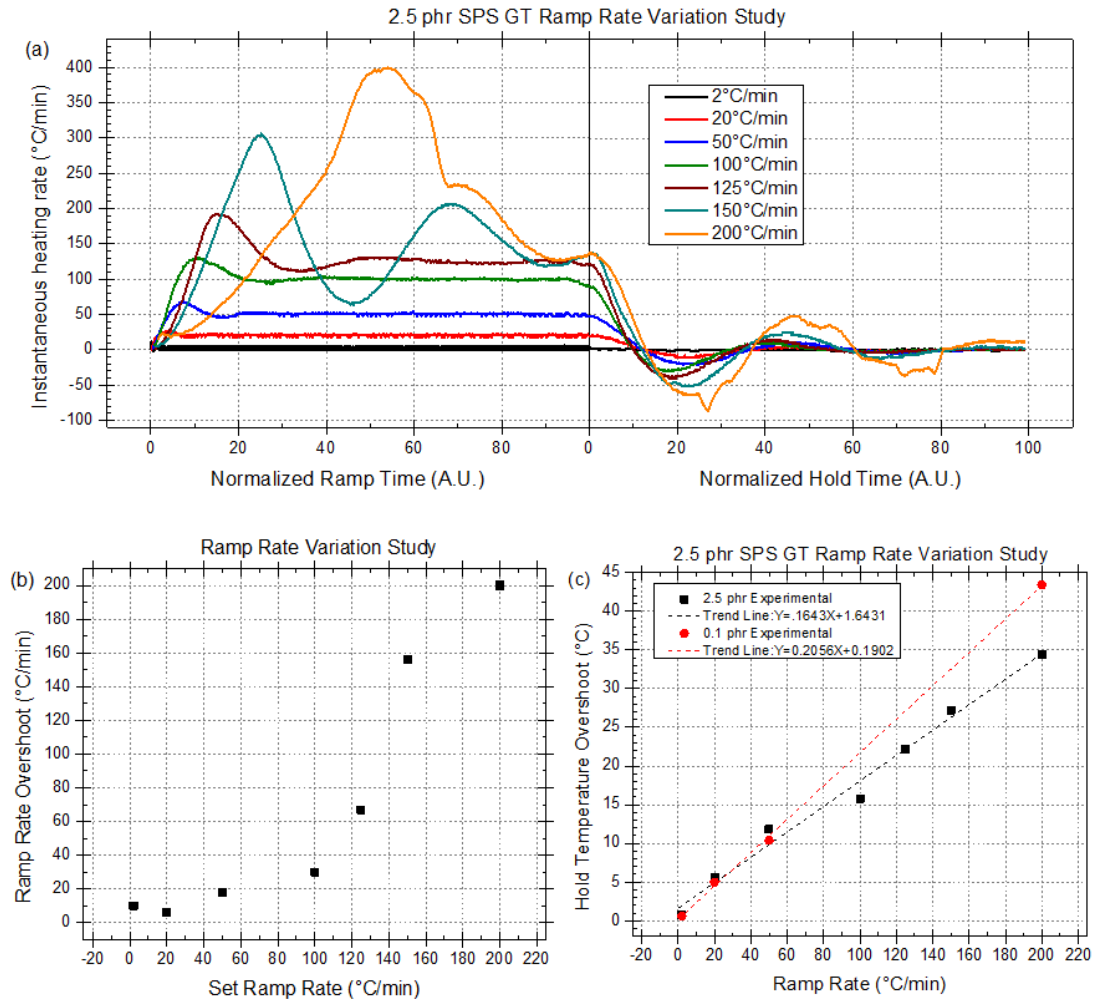 2.5 phr SPS GT Ramp Rate Variation Study
(a)
Instantaneous heating rate (°C/min)
400
350
300
250
200
150
100
50
0
-50
-100
2°C/min
20°C/min
50°C/min
100°C/min
125°C/min
150°C/min
200°C/min
0 20 40 60 80 0 20 40 60 80 100
Normalized Ramp Time (A.U.) Normalized Hold Time (A.U.)
Ramp Rate Variation Study
(b)
Ramp Rate Overshoot (°C/min)
200
180
160
140
120
100
80
60
40
20
0
-20 0 20 40 60 80 100 120 140 160 180 200 220
Set Ramp Rate (°C/min)
2.5 phr SPS GT Ramp Rate Variation Study
(c)
Hold Temperature Overshoot (°C)
45
40
35
30
25
20
15
10
5
0
2.5 phr Experimental
Trend Line:Y=.1643X+1.6431
0.1 phr Experimental
Trend Line:Y=0.2056X+0.1902
-20 0 20 40 60 80 100 120 140 160 180 200 220
Ramp Rate (°C/min)